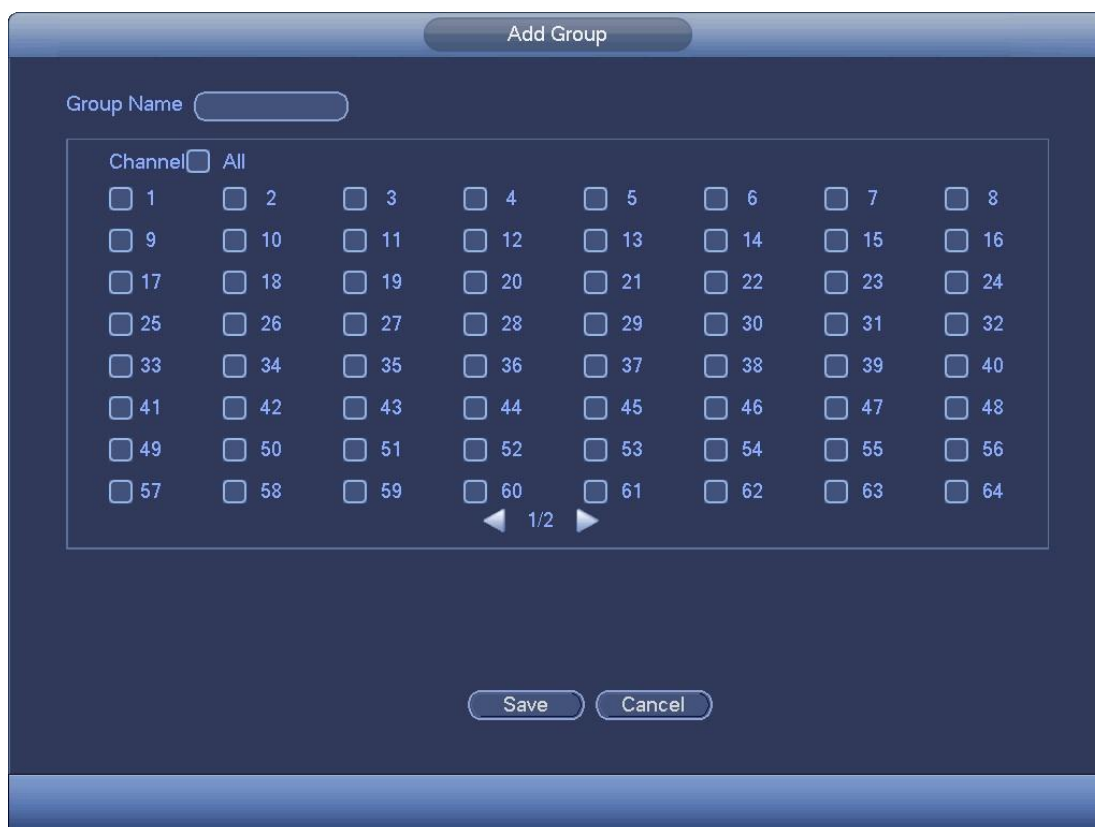 Add Group
Group Name
Channel All
1 2 3 4 5 6 7 8
9 10 11 12 13 14 15 16
17 18 19 20 21 22 23 24
25 26 27 28 29 30 31 32
33 34 35 36 37 38 39 40
41 42 43 44 45 46 47 48
49 50 51 52 53 54 55 56
57 58 59 60 61 62 63 64
1/2
Save Cancel